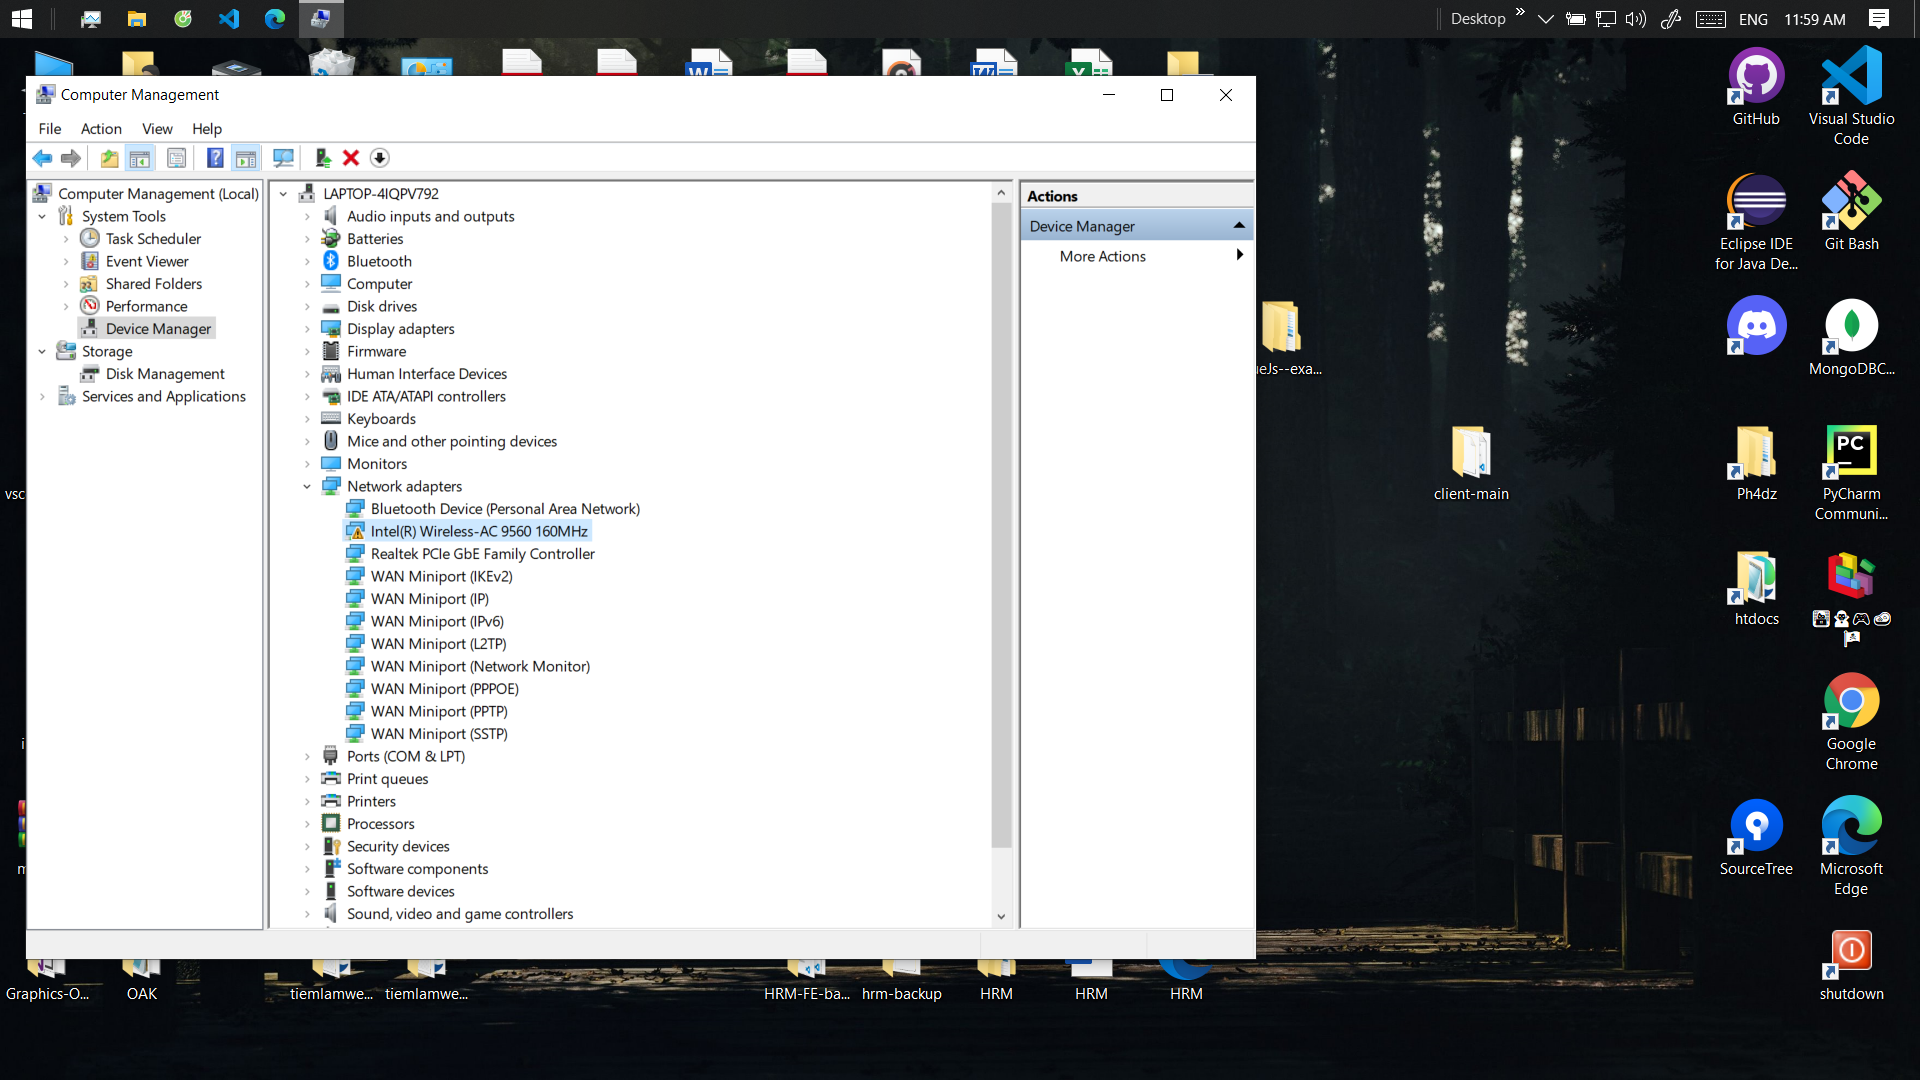 Desktop
ENG
11:59 AM
Computer Management
File Action View Help
Computer Management (Local)
System Tools
Task Scheduler
Event Viewer
Shared Folders
Performance
Device Manager
Storage
Disk Management
Services and Applications
LAPTOP-4IQPV792
Audio inputs and outputs
Batteries
Bluetooth
Computer
Disk drives
Display adapters
Firmware
Human Interface Devices
IDE ATA/ATAPI controllers
Keyboards
Mice and other pointing devices
Monitors
Network adapters
Bluetooth Device (Personal Area Network)
Intel(R) Wireless-AC 9560 160MHz
Realtek PCIe GbE Family Controller
WAN Miniport (IKEv2)
WAN Miniport (IP)
WAN Miniport (IPv6)
WAN Miniport (L2TP)
WAN Miniport (Network Monitor)
WAN Miniport (PPPOE)
WAN Miniport (PPTP)
WAN Miniport (SSTP)
Ports (COM & LPT)
Print queues
Printers
Processors
Security devices
Software components
Software devices
Sound, video and game controllers
Actions
Device Manager
More Actions
GitHub
Visual Studio
Code
Eclipse IDE
for Java De...
Git Bash
MongoDBC...
ueJs--exa...
client-main
Ph4dz
PC
PyCharm
Communi...
htdocs
Google
Chrome
SourceTree
Microsoft
Edge
shutdown
vsc
Graphics-O...
OAK
tiemlamwe...
tiemlamwe...
HRM-FE-ba...
hrm-backup
HRM
HRM
HRM